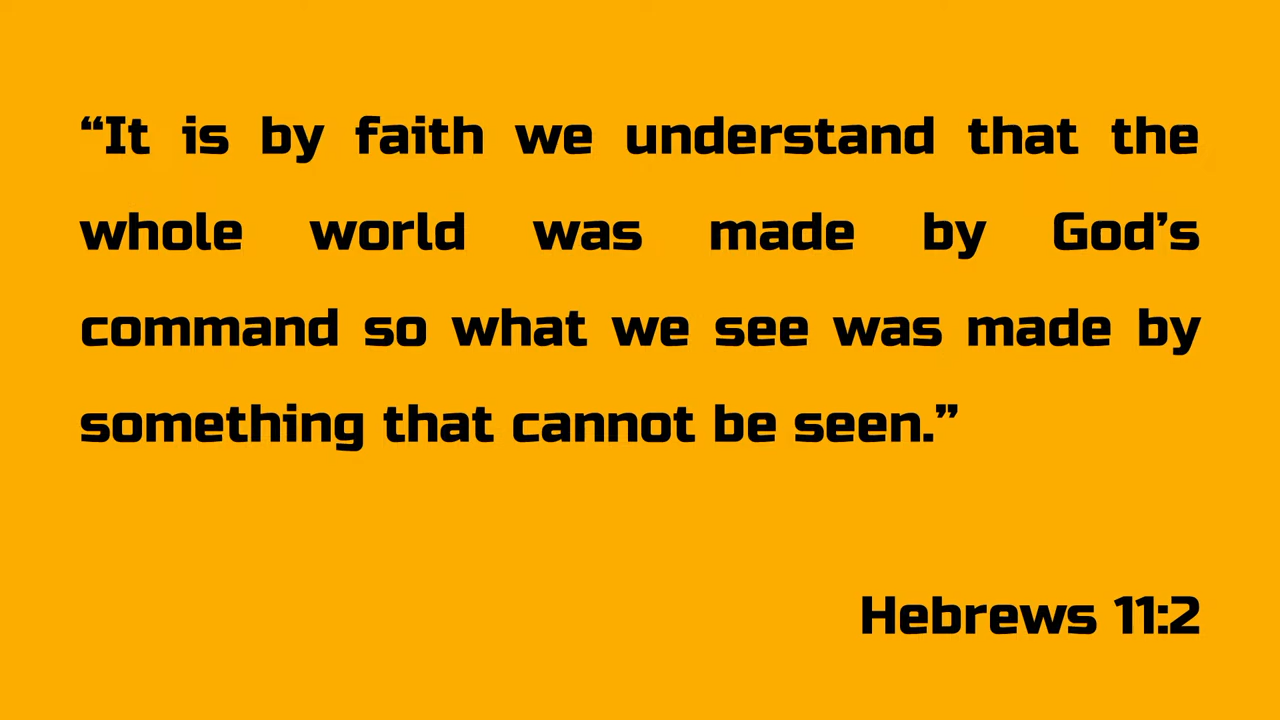 “It is by faith we understand that the
whole world was made by God’s
command so what we see was made by
something that cannot be seen.”
Hebrews 11:2